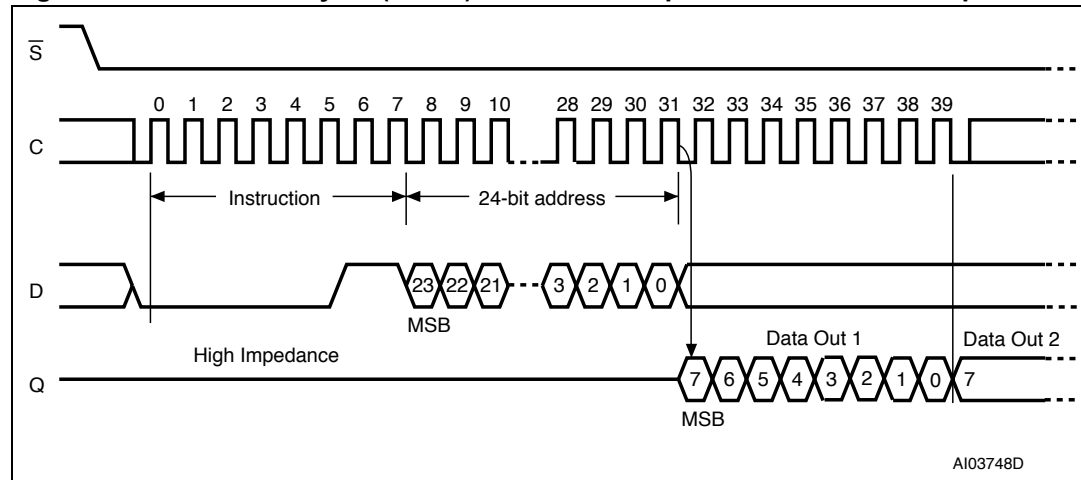 S
0 1 2 3 4 5 6 7 8 9 10 28 29 30 31 32 33 34 35 36 37 38 39
C
Instruction 24-bit address
D
23 22 21 3 2 1 0
MSB
High Impedance
Data Out 1 Data Out 2
Q
7 6 5 4 3 2 1 0 7
MSB
AI03748D